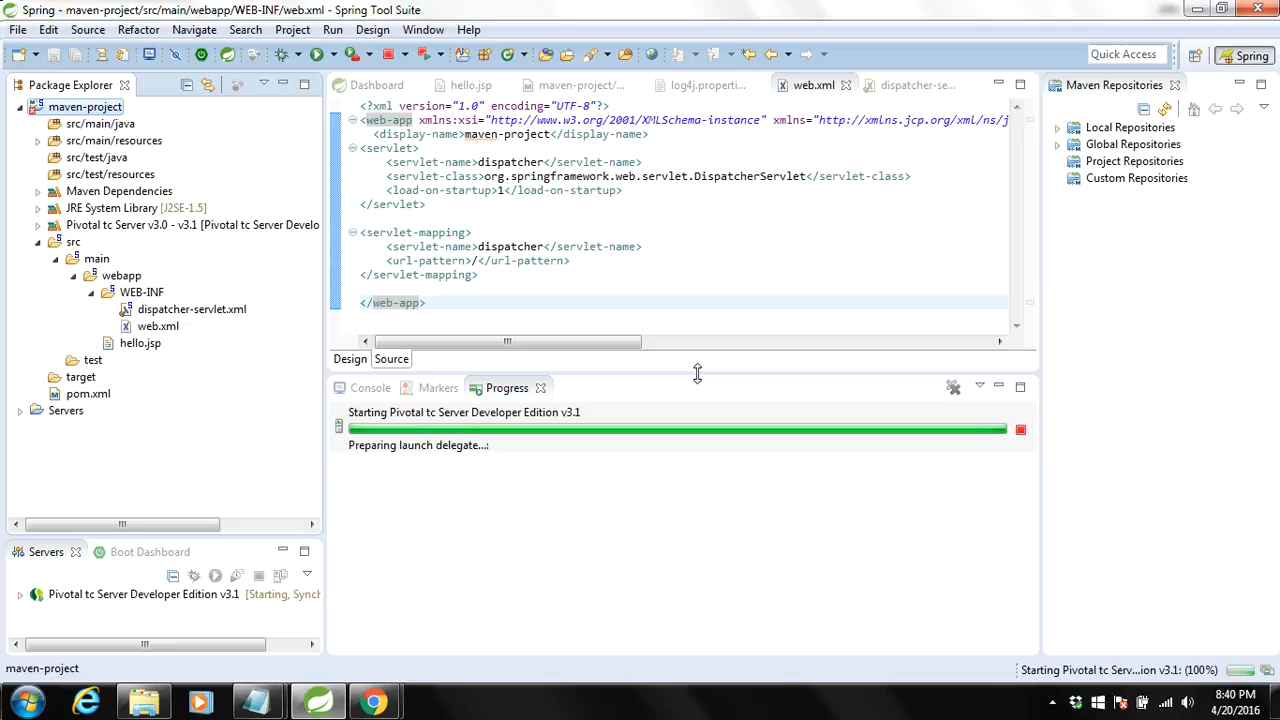 Spring - maven-project/src/main/webapp/WEB-INF/web.xml - Spring Tool Suite
File Edit Source Refactor Navigate Search Project Run Design Window Help
Quick Access
Spring
Package Explorer
maven-project
src/main/java
src/main/resources
src/test/java
src/test/resources
Maven Dependencies
JRE System Library [J2SE-1.5]
Pivotal tc Server v3.0 - v3.1 [Pivotal tc Server Develo
src
main
webapp
WEB-INF
dispatcher-servlet.xml
web.xml
hello.jsp
test
target
pom.xml
Servers
Dashboard hello.jsp maven-project/... log4j.properti... web.xml dispatcher-se...
<?xml version="1.0" encoding="UTF-8"?>
<web-app xmlns:xsi="http://www.w3.org/2001/XMLSchema-instance" xmlns="http://xmlns.jcp.org/xml/ns/j
<display-name>maven-project</display-name>
<servlet>
<servlet-name>dispatcher</servlet-name>
<servlet-class>org.springframework.web.servlet.DispatcherServlet</servlet-class>
<load-on-startup>1</load-on-startup>
</servlet>
<servlet-mapping>
<servlet-name>dispatcher</servlet-name>
<url-pattern>/</url-pattern>
</servlet-mapping>
</web-app>
Design Source
Console Markers Progress
Starting Pivotal tc Server Developer Edition v3.1
Preparing launch delegate...:
Maven Repositories
Local Repositories
Global Repositories
Project Repositories
Custom Repositories
Servers Boot Dashboard
Pivotal tc Server Developer Edition v3.1 [Starting, Synch
maven-project
Starting Pivotal tc Serv...ion v3.1: (100%)
8:40 PM
4/20/2016